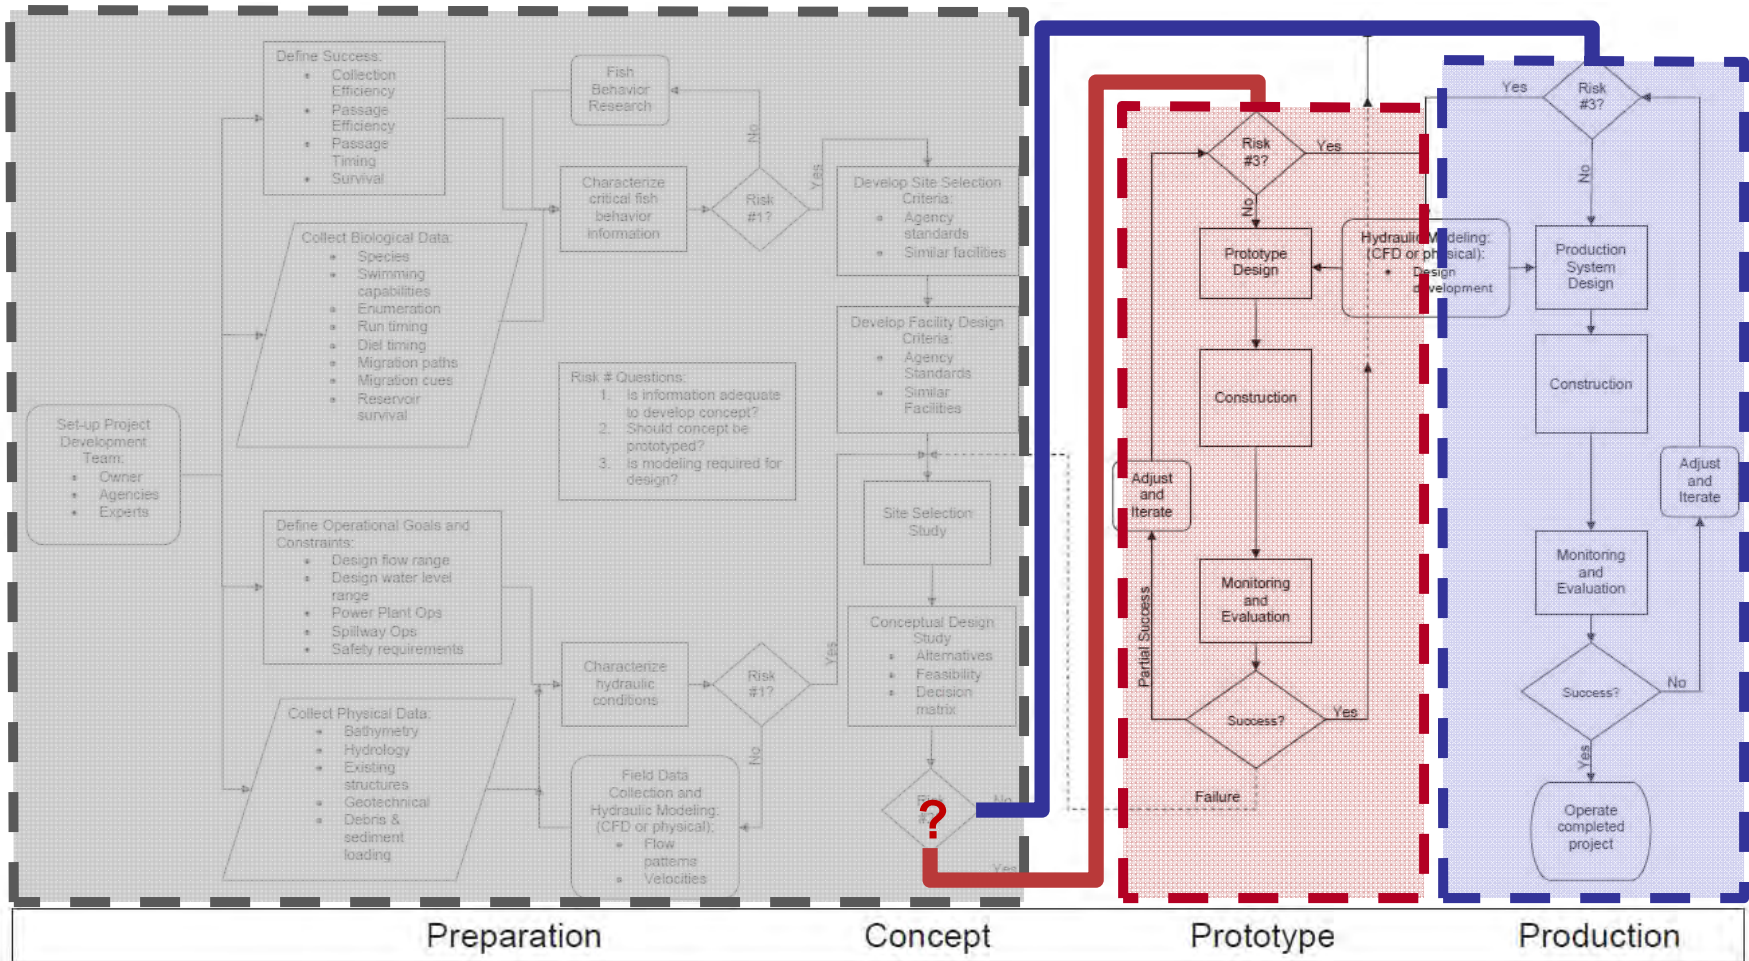 Define Success:
• Collection
Efficiency
• Passage
Efficiency
• Passage
Timing
• Survival
Fish
Behavior
Research
No
Yes
Characterize
critical fish
behavior
information
Risk
#1?
Develop Site Selection
Criteria:
• Agency
standards
• Similar facilities
Collect Biological Data:
• Species
• Swimming
capabilities
• Enumeration
• Run timing
• Diel timing
• Migration paths
• Migration cues
• Reservoir
survival
Develop Facility Design
Criteria:
• Agency
Standards
• Similar
Facilities
Risk # Questions:
1. Is information adequate
to develop concept?
2. Should concept be
prototyped?
3. Is modeling required for
design?
Set-up Project
Development
Team:
• Owner
• Agencies
• Experts
Site Selection
Study
Define Operational Goals and
Constraints:
• Design flow range
• Design water level
range
• Power Plant Ops
• Spillway Ops
• Safety requirements
Characterize
hydraulic
conditions
Risk
#1?
Yes
No
Conceptual Design
Study
• Alternatives
• Feasibility
• Decision
matrix
Collect Physical Data:
• Bathymetry
• Hydrology
• Existing
structures
• Geotechnical
• Debris &
sediment
loading
Field Data
Collection and
Hydraulic Modeling:
(CFD or physical):
• Flow
patterns
• Velocities
Risk
#
?
No
Yes
Risk
#3?
Yes
No
Prototype
Design
Hydraulic Modeling:
(CFD or physical):
• Design
development
Construction
Adjust
and
Iterate
Monitoring
and
Evaluation
Partial Success
Success?
Yes
Failure
Risk
#3?
Yes
No
Production
System
Design
Construction
Adjust
and
Iterate
Monitoring
and
Evaluation
Success?
No
Yes
Operate
completed
project
Preparation
Concept
Prototype
Production